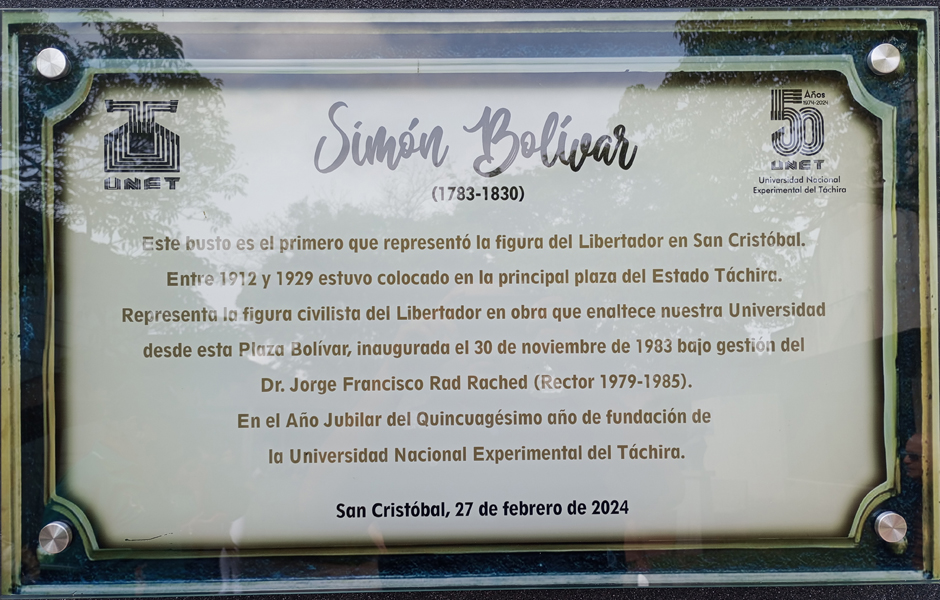 UNET
Simón Bolívar
(1783-1830)
50 Años
1974-2024
UNET
Universidad Nacional
Experimental del Táchira
Este busto es el primero que representó la figura del Libertador en San Cristóbal.
Entre 1912 y 1929 estuvo colocado en la principal plaza del Estado Táchira.
Representa la figura civilista del Libertador en obra que enaltece nuestra Universidad
desde esta Plaza Bolívar, inaugurada el 30 de noviembre de 1983 bajo gestión del
Dr. Jorge Francisco Rad Rached (Rector 1979-1985).
En el Año Jubilar del Quincuagésimo año de fundación de
la Universidad Nacional Experimental del Táchira.
San Cristóbal, 27 de febrero de 2024